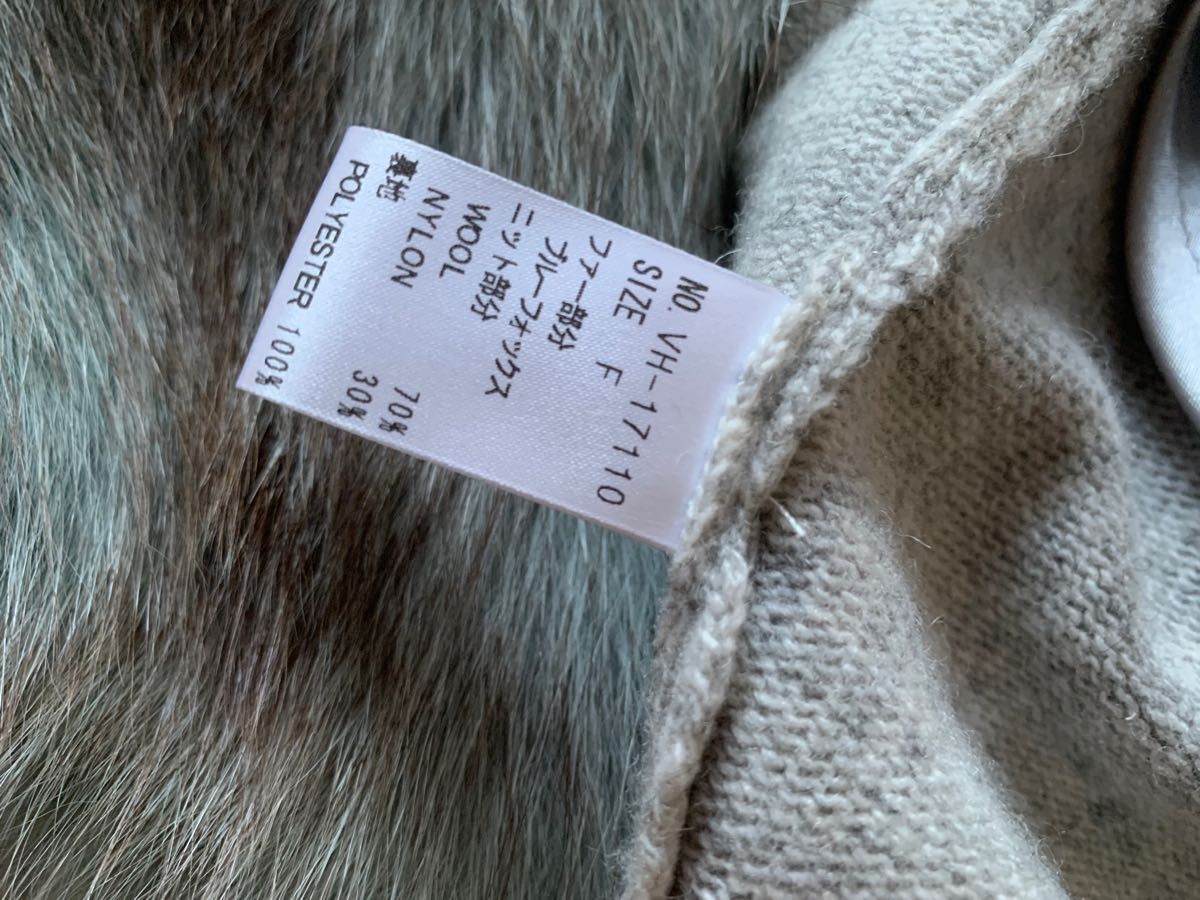 NO. VH-17110
SIZE F
ファー部分
ブルーフォックス
ニット部分
WOOL 70%
NYLON 30%
裏地
POLYESTER 100%